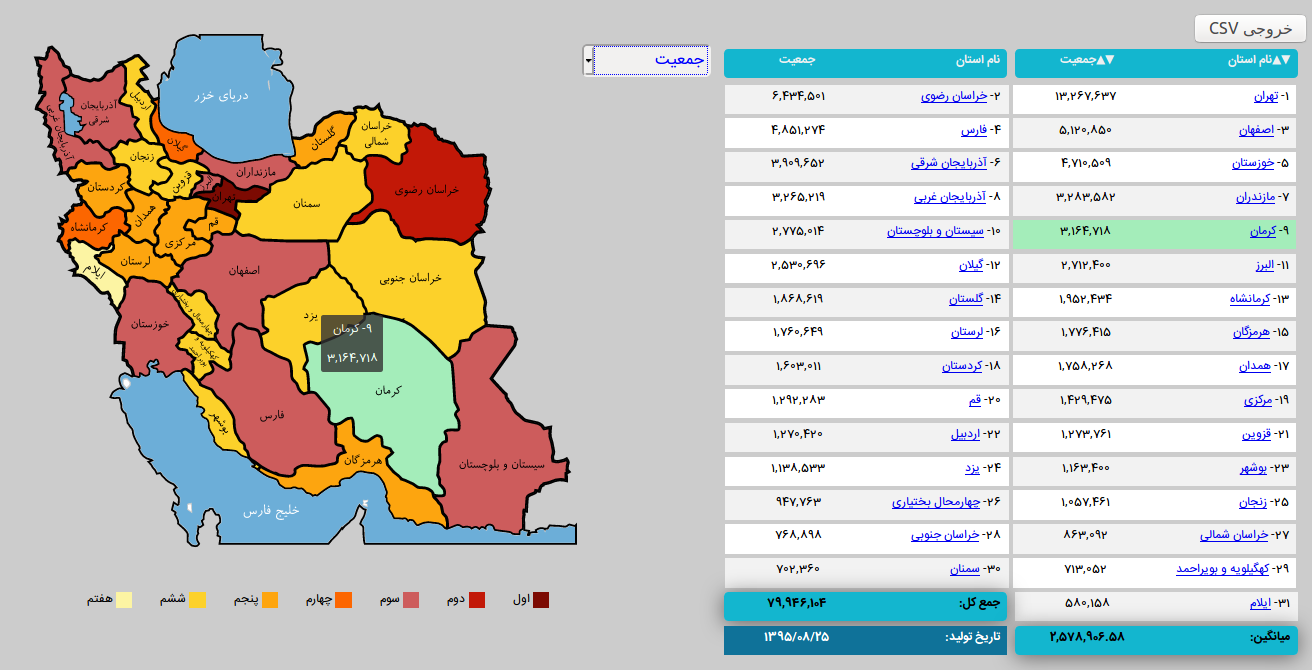 خروجی CSV
جمعیت
▲▼نام استان ▲▼جمعیت
۱- تهران ۱۳,۲۶۷,۶۳۷
۳- اصفهان ۵,۱۲۰,۸۵۰
۵- خوزستان ۴,۷۱۰,۵۰۹
۷- مازندران ۳,۲۸۳,۵۸۲
۹- کرمان ۳,۱۶۴,۷۱۸
۱۱- البرز ۲,۷۱۲,۴۰۰
۱۳- کرمانشاه ۱,۹۵۲,۴۳۴
۱۵- هرمزگان ۱,۷۷۶,۴۱۵
۱۷- همدان ۱,۷۵۸,۲۶۸
۱۹- مرکزی ۱,۴۲۹,۴۷۵
۲۱- قزوین ۱,۲۷۳,۷۶۱
۲۳- بوشهر ۱,۱۶۳,۴۰۰
۲۵- زنجان ۱,۰۵۷,۴۶۱
۲۷- خراسان شمالی ۸۶۳,۰۹۲
۲۹- کهگیلویه و بویراحمد ۷۱۳,۰۵۲
۳۱- ایلام ۵۸۰,۱۵۸
میانگین: ۲,۵۷۸,۹۰۶.۵۸
نام استان جمعیت
۲- خراسان رضوی ۶,۴۳۴,۵۰۱
۴- فارس ۴,۸۵۱,۲۷۴
۶- آذربایجان شرقی ۳,۹۰۹,۶۵۲
۸- آذربایجان غربی ۳,۲۶۵,۲۱۹
۱۰- سیستان و بلوچستان ۲,۷۷۵,۰۱۴
۱۲- گیلان ۲,۵۳۰,۶۹۶
۱۴- گلستان ۱,۸۶۸,۶۱۹
۱۶- لرستان ۱,۷۶۰,۶۴۹
۱۸- کردستان ۱,۶۰۳,۰۱۱
۲۰- قم ۱,۲۹۲,۲۸۳
۲۲- اردبیل ۱,۲۷۰,۴۲۰
۲۴- یزد ۱,۱۳۸,۵۳۳
۲۶- چهارمحال بختیاری ۹۴۷,۷۶۳
۲۸- خراسان جنوبی ۷۶۸,۸۹۸
۳۰- سمنان ۷۰۲,۳۶۰
جمع کل: ۷۹,۹۴۶,۱۰۴
تاریخ تولید: ۱۳۹۵/۰۸/۲۵
دریای خزر
آذربایجان
شرقی
آذربایجان غربی
اردبیل
گیلان
زنجان
قزوین
البرز
مازندران
تهران
گلستان
خراسان
شمالی
خراسان رضوی
سمنان
کردستان
همدان
کرمانشاه
مرکزی
قم
لرستان
ایلام
اصفهان
خراسان جنوبی
یزد
خوزستان
چهارمحال و بختیاری
کهگیلویه و
بویراحمد
۹- کرمان
۳,۱۶۴,۷۱۸
کرمان
فارس
بوشهر
هرمزگان
سیستان و بلوچستان
خلیج فارس
اول
دوم
سوم
چهارم
پنجم
ششم
هفتم